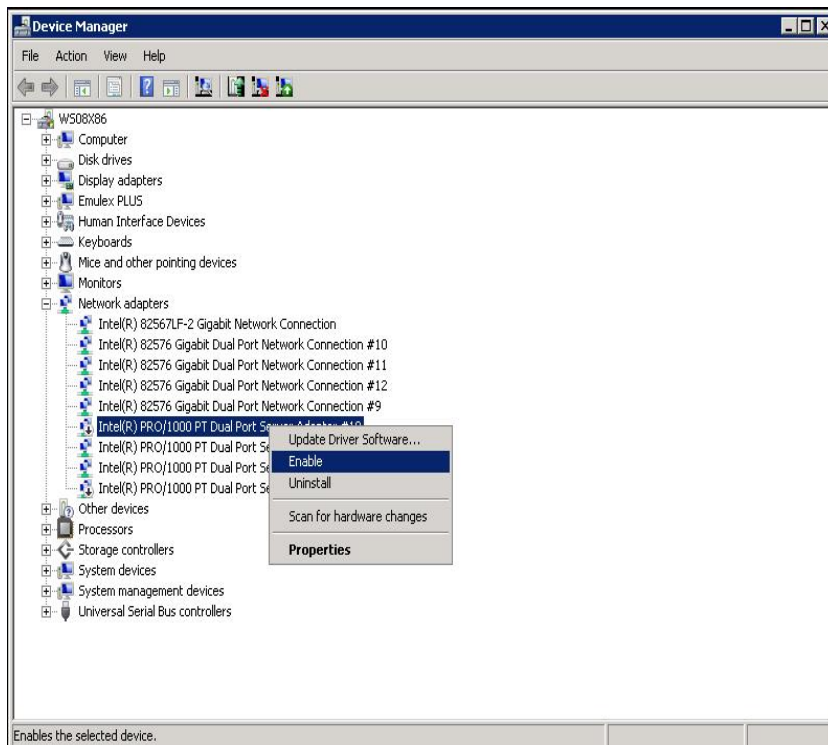 Device Manager
File Action View Help
WS08X86
Computer
Disk drives
Display adapters
Emulex PLUS
Human Interface Devices
Keyboards
Mice and other pointing devices
Monitors
Network adapters
Intel(R) 82567LF-2 Gigabit Network Connection
Intel(R) 82576 Gigabit Dual Port Network Connection #10
Intel(R) 82576 Gigabit Dual Port Network Connection #11
Intel(R) 82576 Gigabit Dual Port Network Connection #12
Intel(R) 82576 Gigabit Dual Port Network Connection #9
Intel(R) PRO/1000 PT Dual Port Server Adapter
Intel(R) PRO/1000 PT Dual Port Se
Intel(R) PRO/1000 PT Dual Port Se
Intel(R) PRO/1000 PT Dual Port Se
Other devices
Processors
Storage controllers
System devices
System management devices
Universal Serial Bus controllers
Update Driver Software...
Enable
Uninstall
Scan for hardware changes
Properties
Enables the selected device.